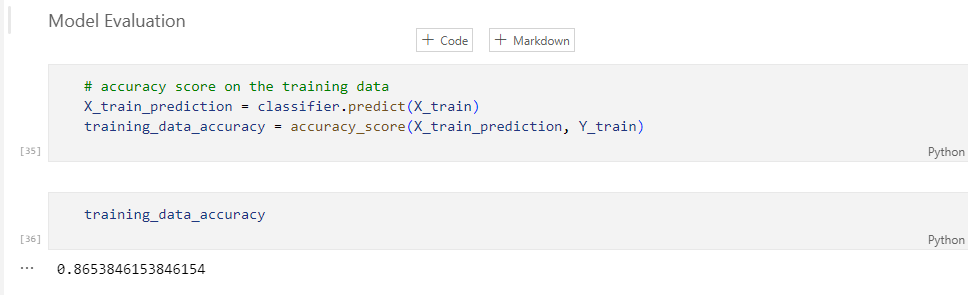 Model Evaluation
+ Code + Markdown
# accuracy score on the training data
X_train_prediction = classifier.predict(X_train)
training_data_accuracy = accuracy_score(X_train_prediction, Y_train)
[35] Python
training_data_accuracy
[36] Python
... 0.8653846153846154